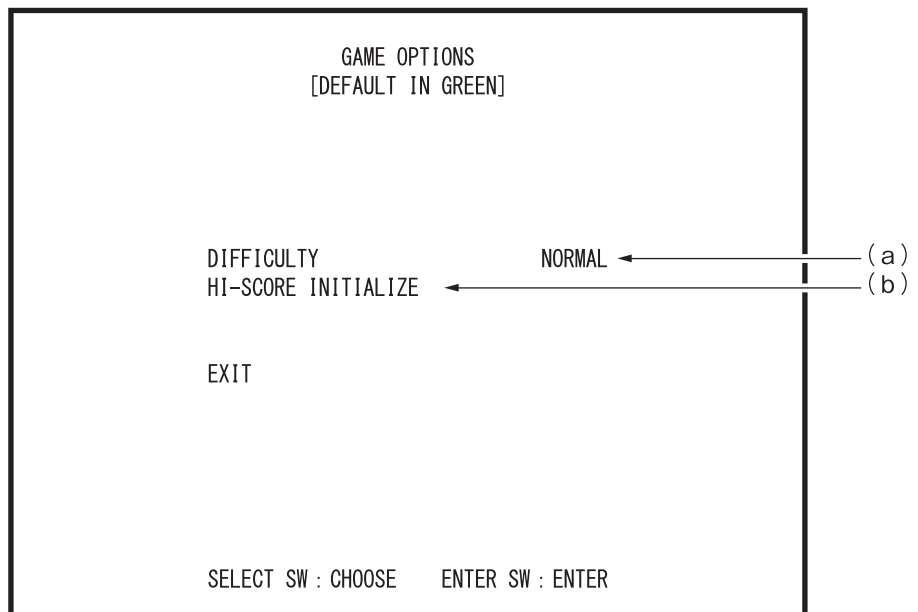 GAME OPTIONS
[DEFAULT IN GREEN]
DIFFICULTY NORMAL (a)
HI-SCORE INITIALIZE (b)
EXIT
SELECT SW : CHOOSE ENTER SW : ENTER